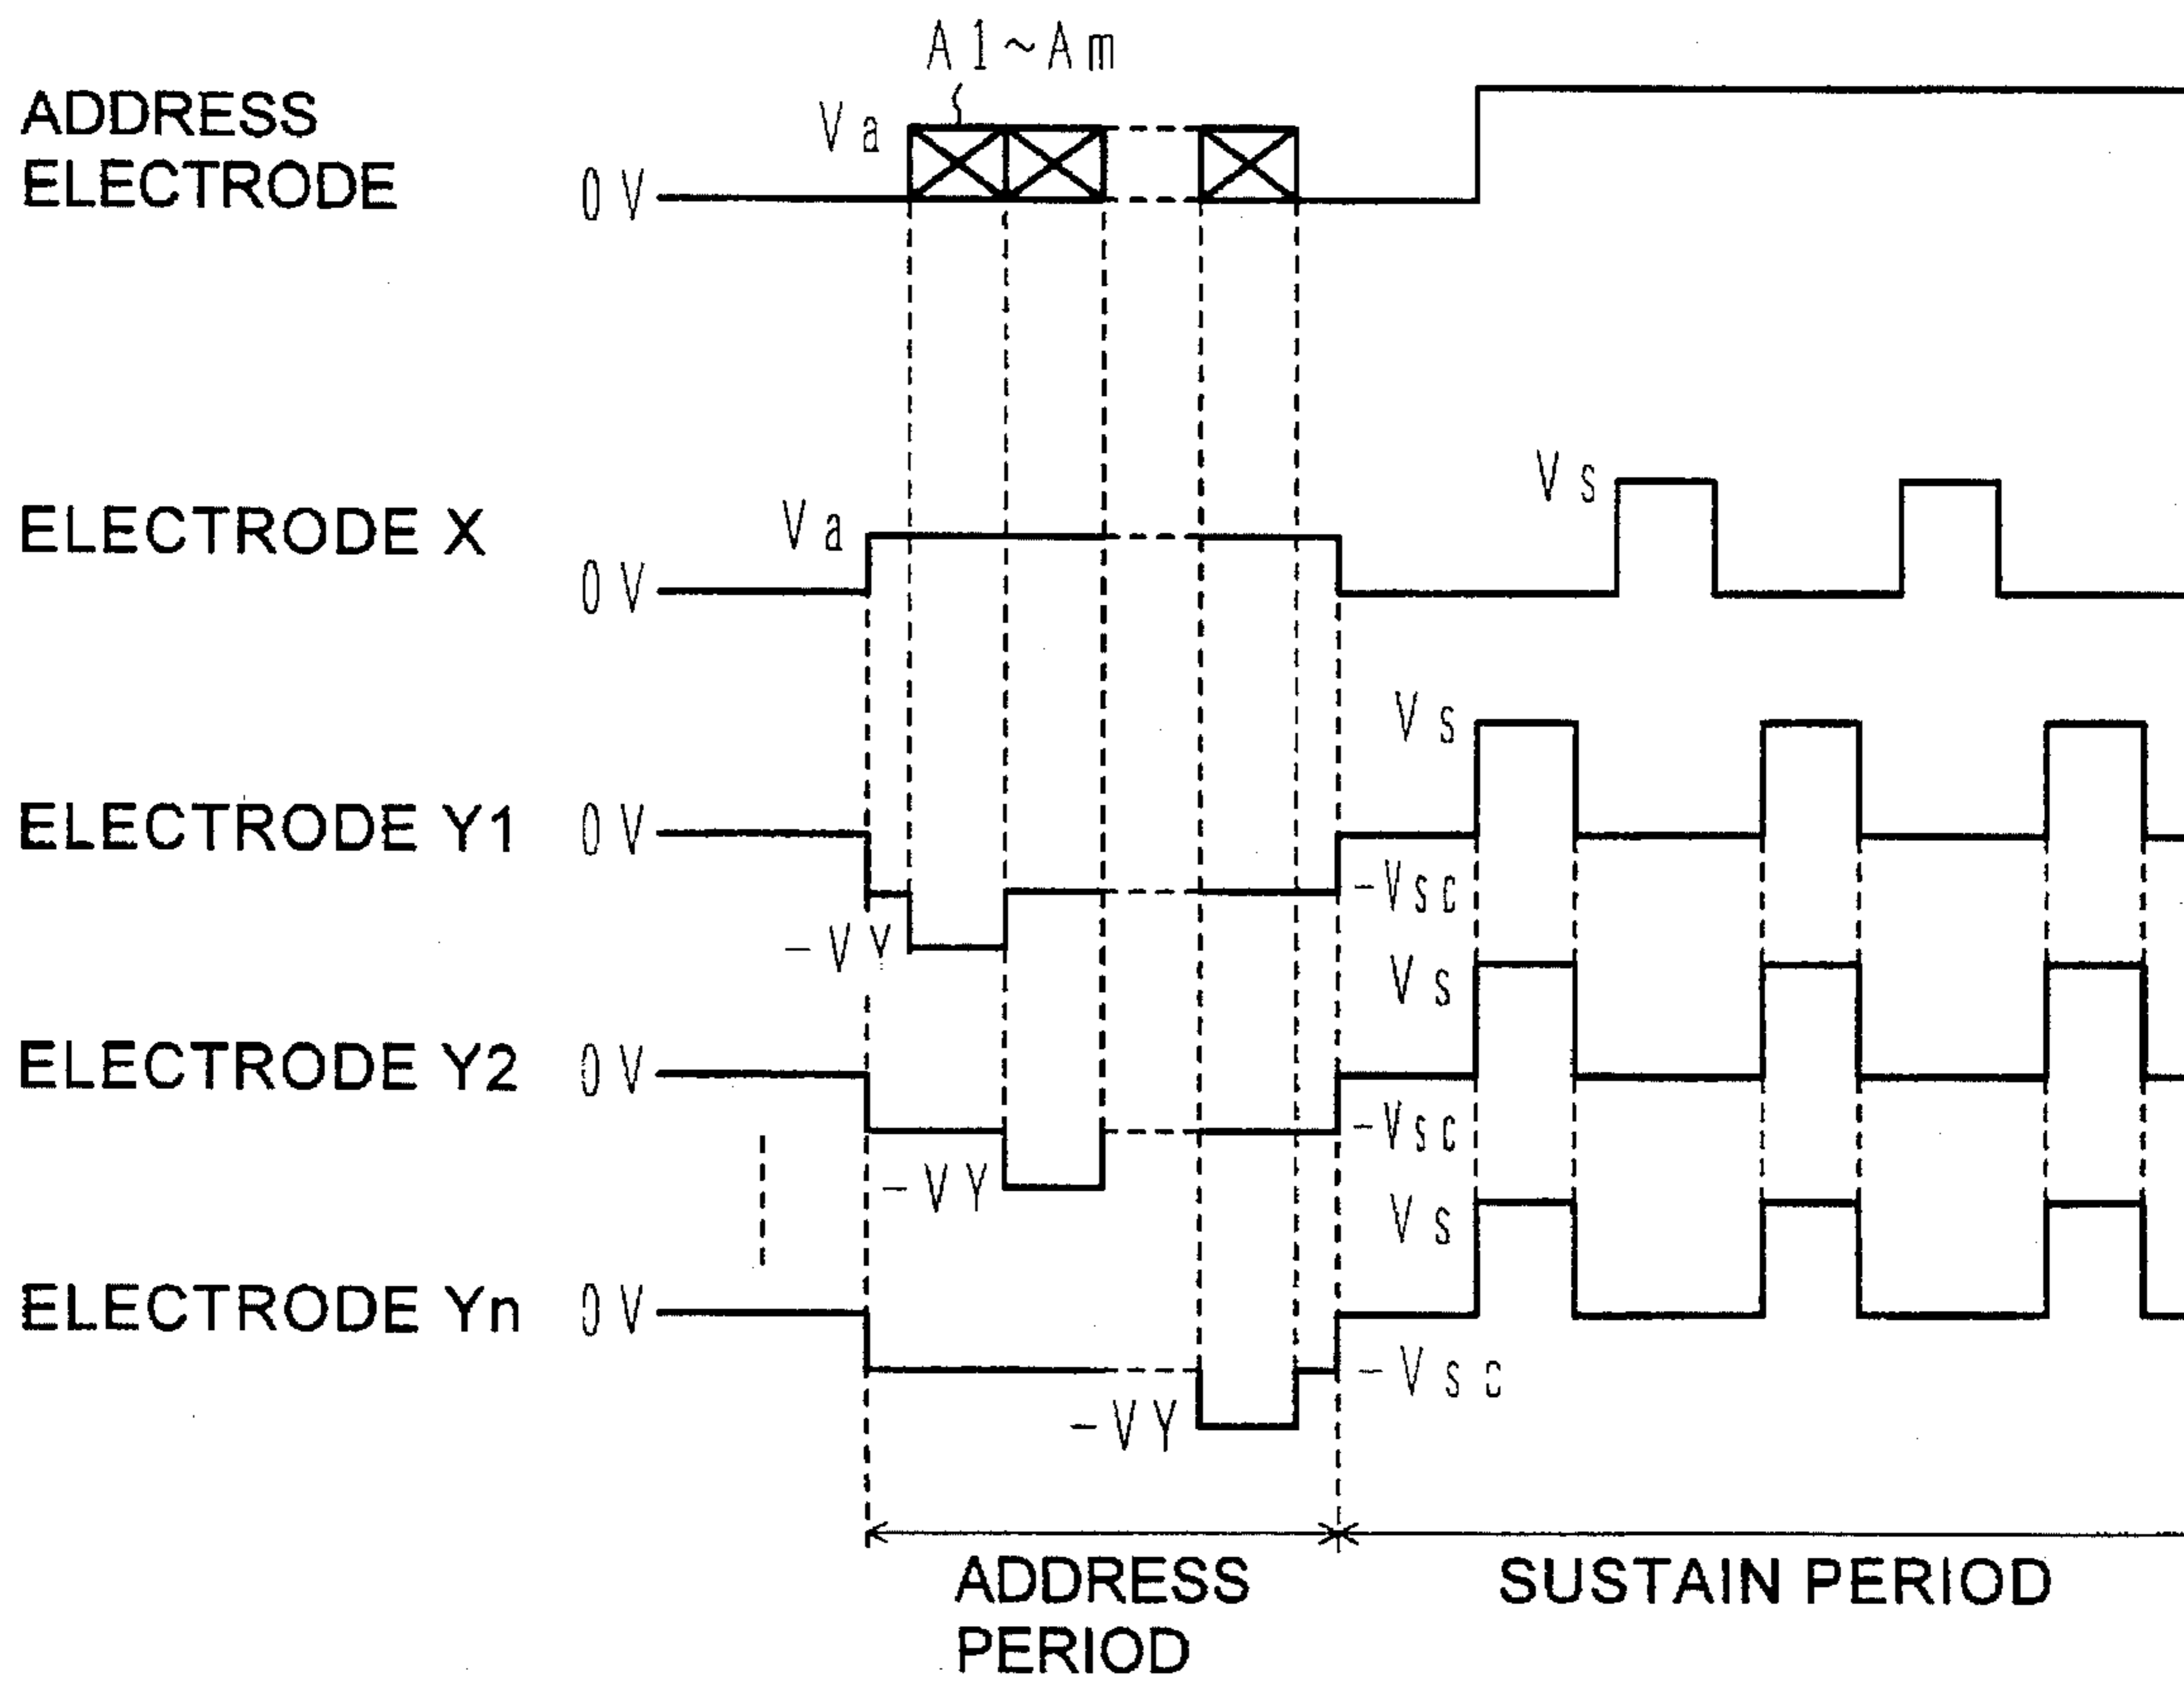 A1~Am
ADDRESS
ELECTRODE
Va
0V
ELECTRODE X
Va
0V
Vs
ELECTRODE Y1
0V
-VY
Vs
-Vsc
ELECTRODE Y2
0V
-VY
Vs
-Vsc
ELECTRODE Yn
0V
-VY
Vs
-Vsc
ADDRESS
PERIOD
SUSTAIN PERIOD